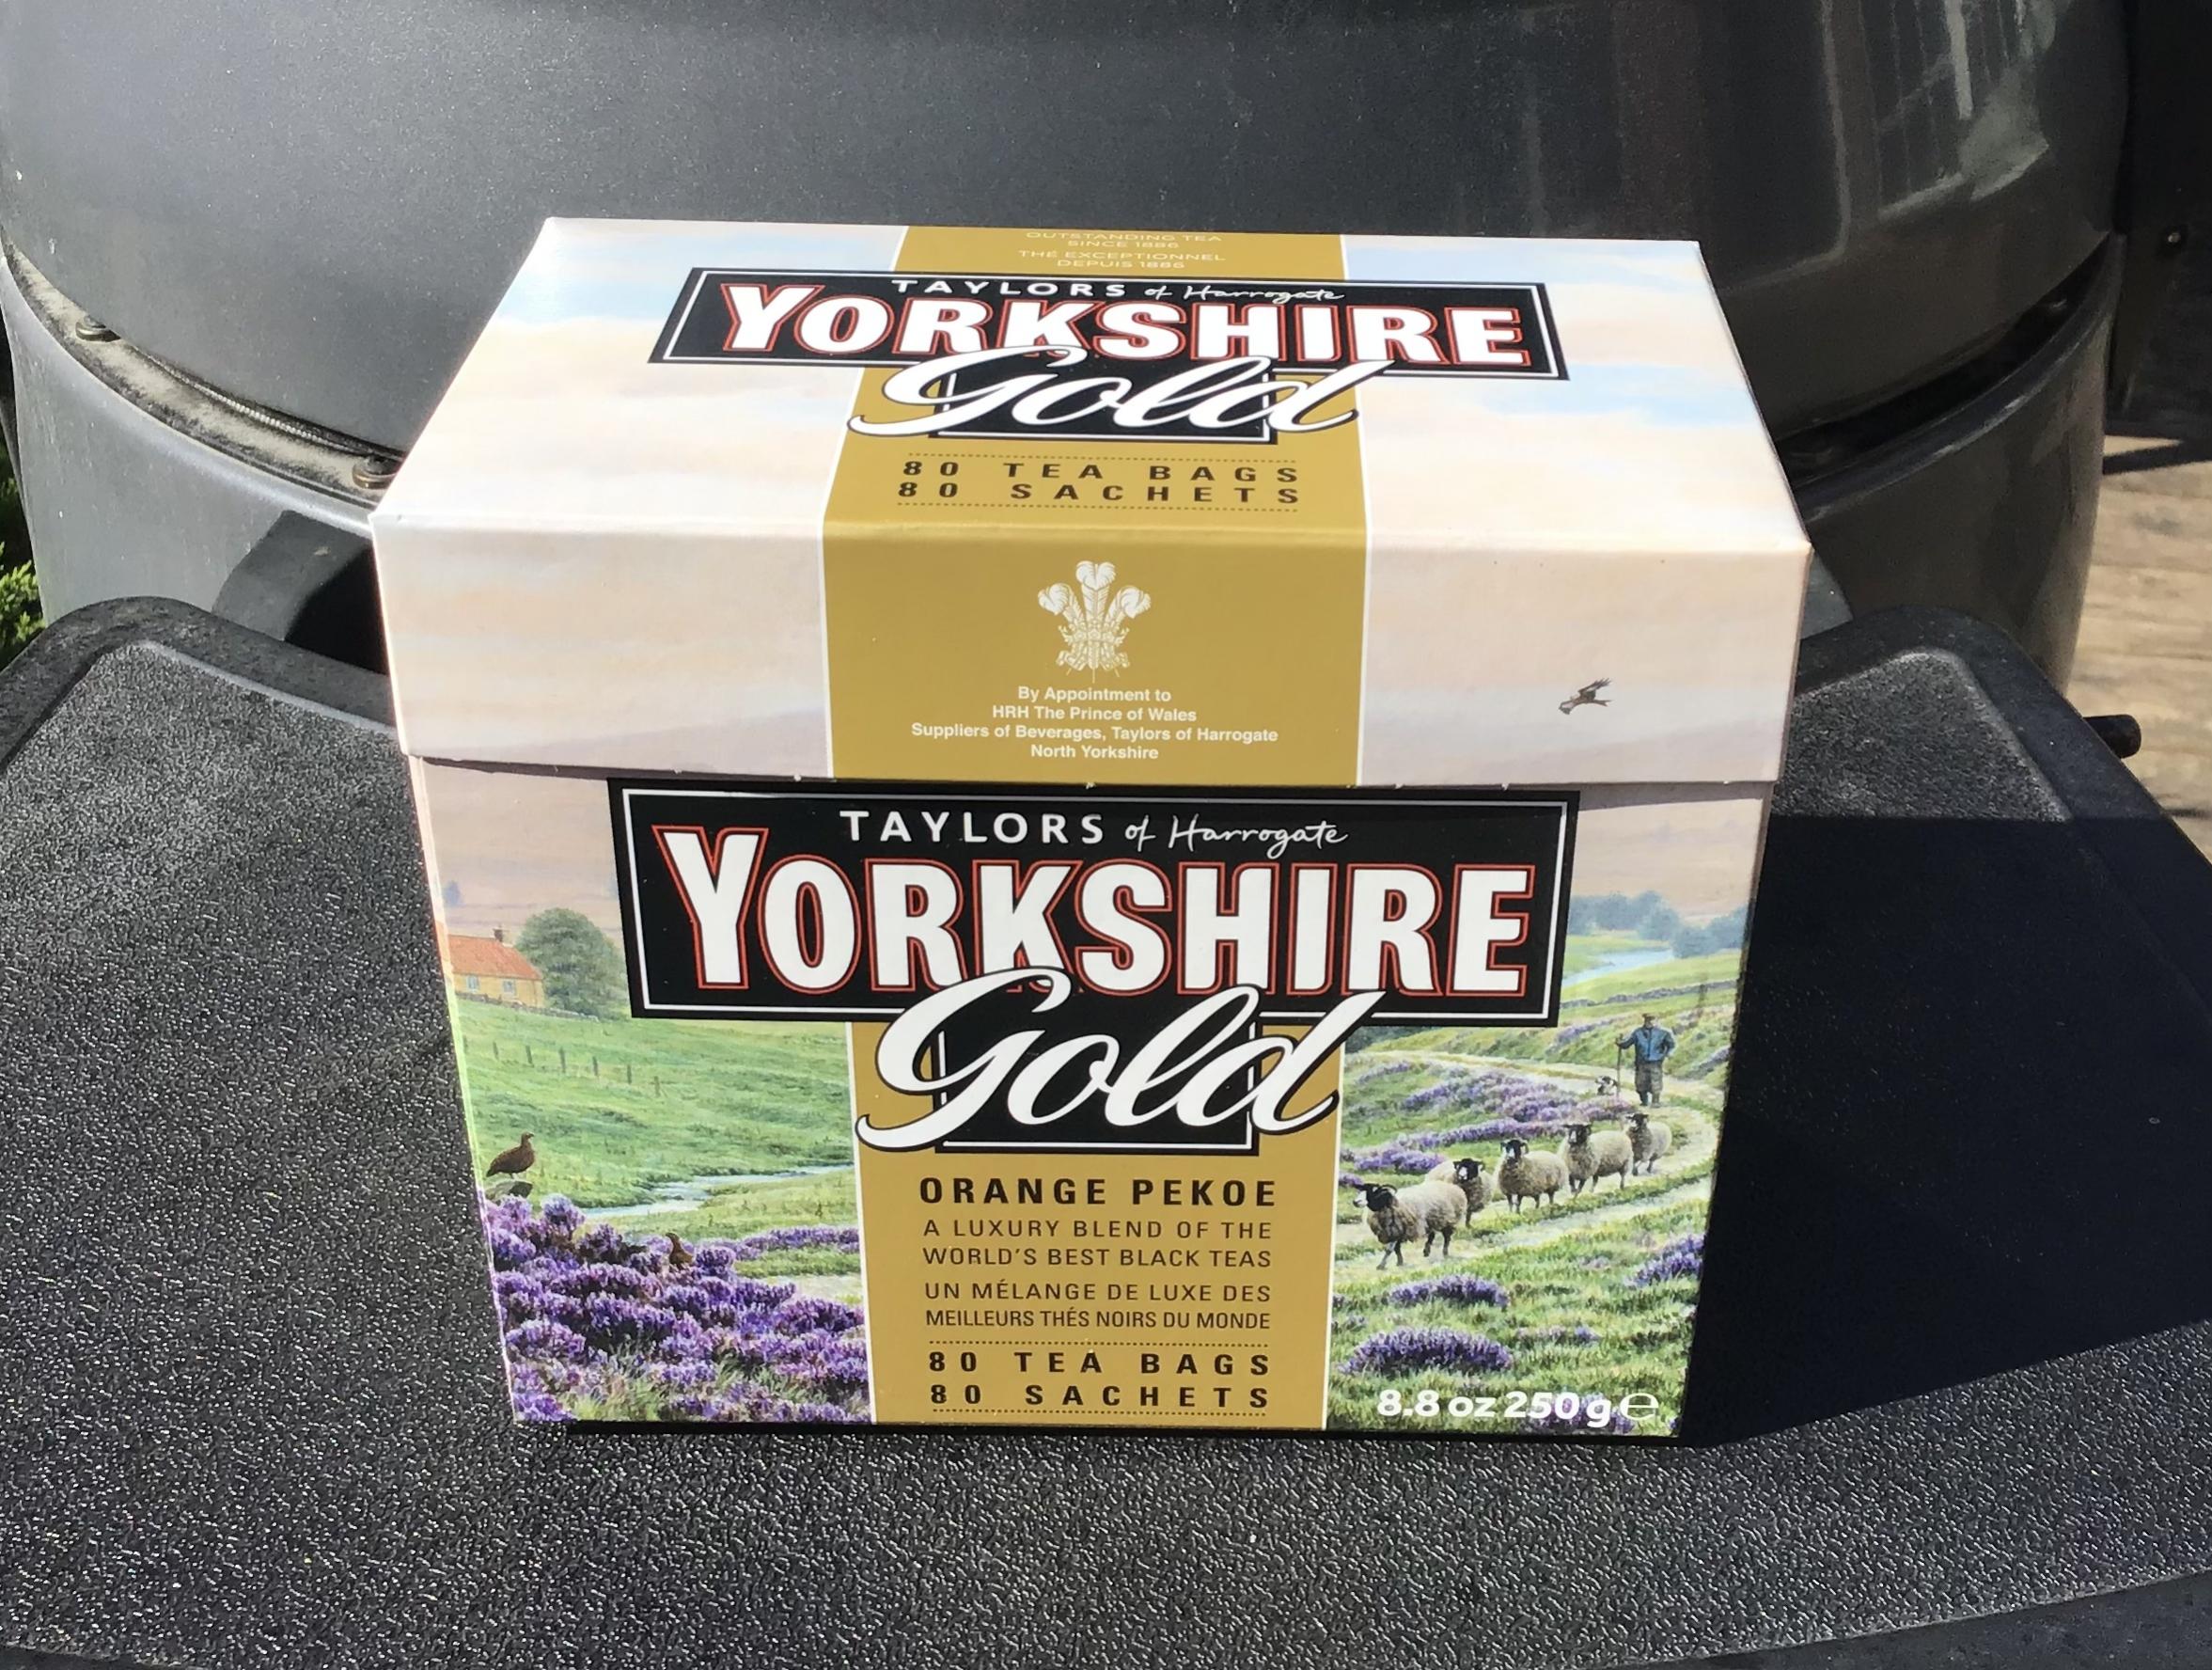 OUTSTANDING TEA
SINCE 1886
THÉ EXCEPTIONNEL
DEPUIS 1886
TAYLORS of Harrogate
YORKSHIRE
Gold
80 TEA BAGS
80 SACHETS
By Appointment to
HRH The Prince of Wales
Suppliers of Beverages, Taylors of Harrogate
North Yorkshire
TAYLORS of Harrogate
YORKSHIRE
Gold
ORANGE PEKOE
A LUXURY BLEND OF THE
WORLD'S BEST BLACK TEAS
UN MÉLANGE DE LUXE DES
MEILLEURS THÉS NOIRS DU MONDE
80 TEA BAGS
80 SACHETS
8.8 oz 250 g ℮